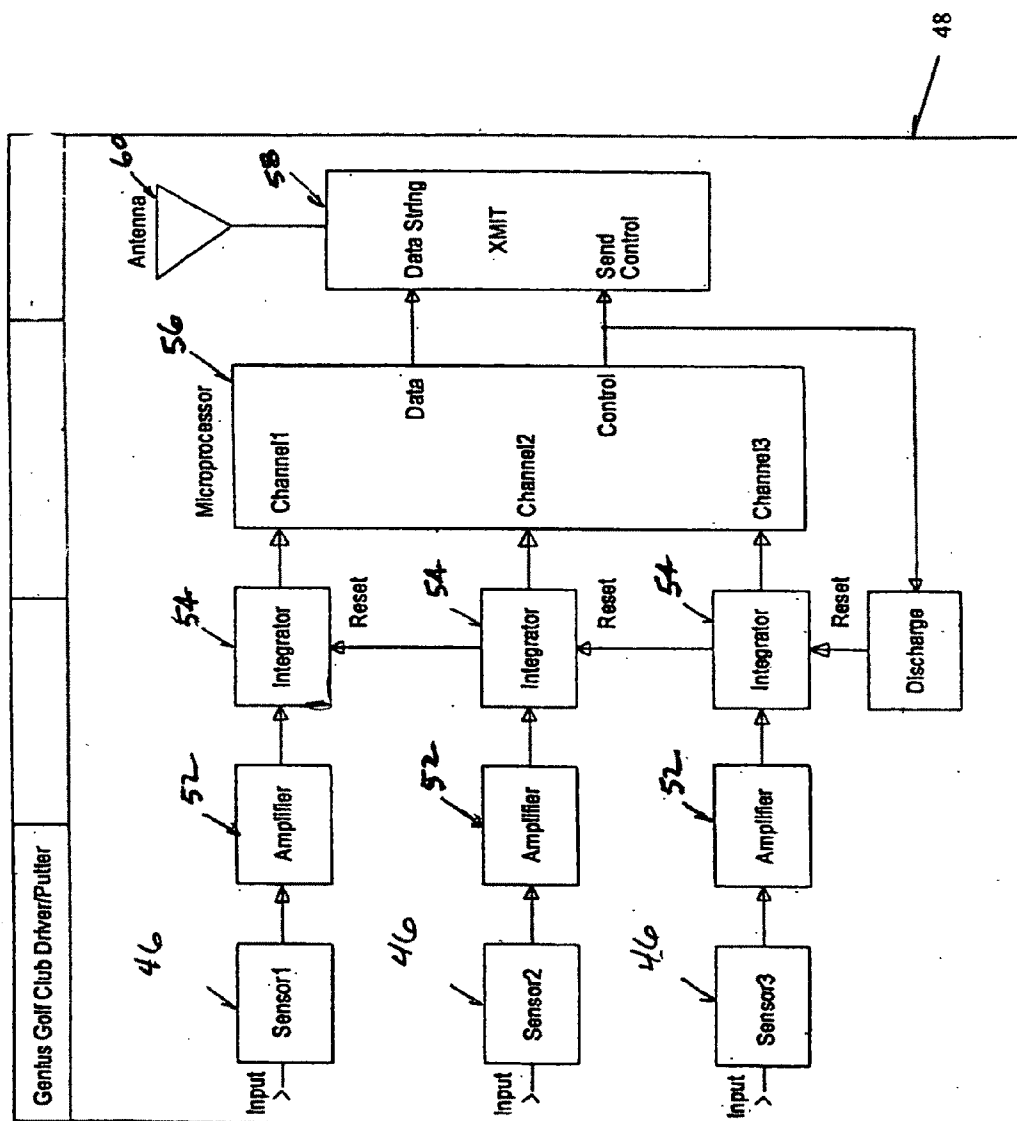 Genius Golf Club Driver/Putter
Antenna
60
Microprocessor
56
58
46
52
54
Input
Sensor1
Amplifier
Integrator
Channel1
Data
Data String
XMIT
Reset
46
52
54
Input
Sensor2
Amplifier
Integrator
Channel2
Control
Send
Control
Reset
46
52
54
Input
Sensor3
Amplifier
Integrator
Channel3
Reset
Discharge
48